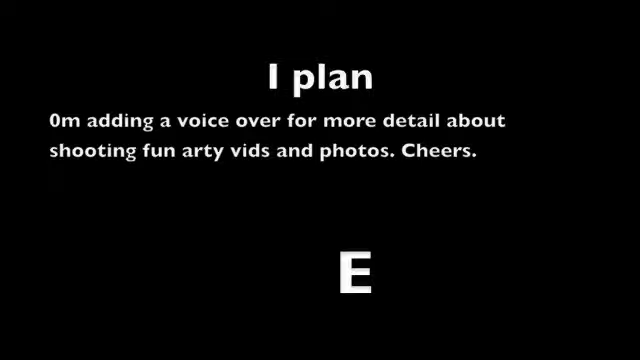 I plan
0m adding a voice over for more detail about
shooting fun arty vids and photos. Cheers.
E